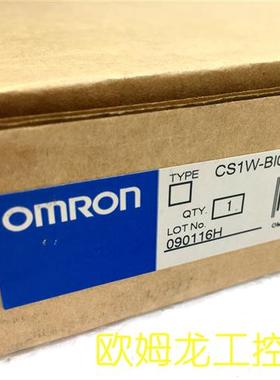 OMRON
TYPE
CS1W-BI
QTY.
1
LOT No.
090116H
欧姆龙工控